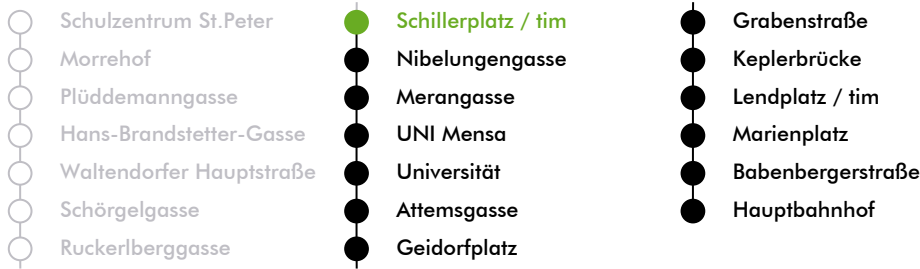 Schulzentrum St.Peter
Morrehof
Plüddemanngasse
Hans-Brandstetter-Gasse
Waltendorfer Hauptstraße
Schörgelgasse
Ruckerlberggasse
Schillerplatz / tim
Nibelungengasse
Merangasse
UNI Mensa
Universität
Attemsgasse
Geidorfplatz
Grabenstraße
Keplerbrücke
Lendplatz / tim
Marienplatz
Babenbergerstraße
Hauptbahnhof